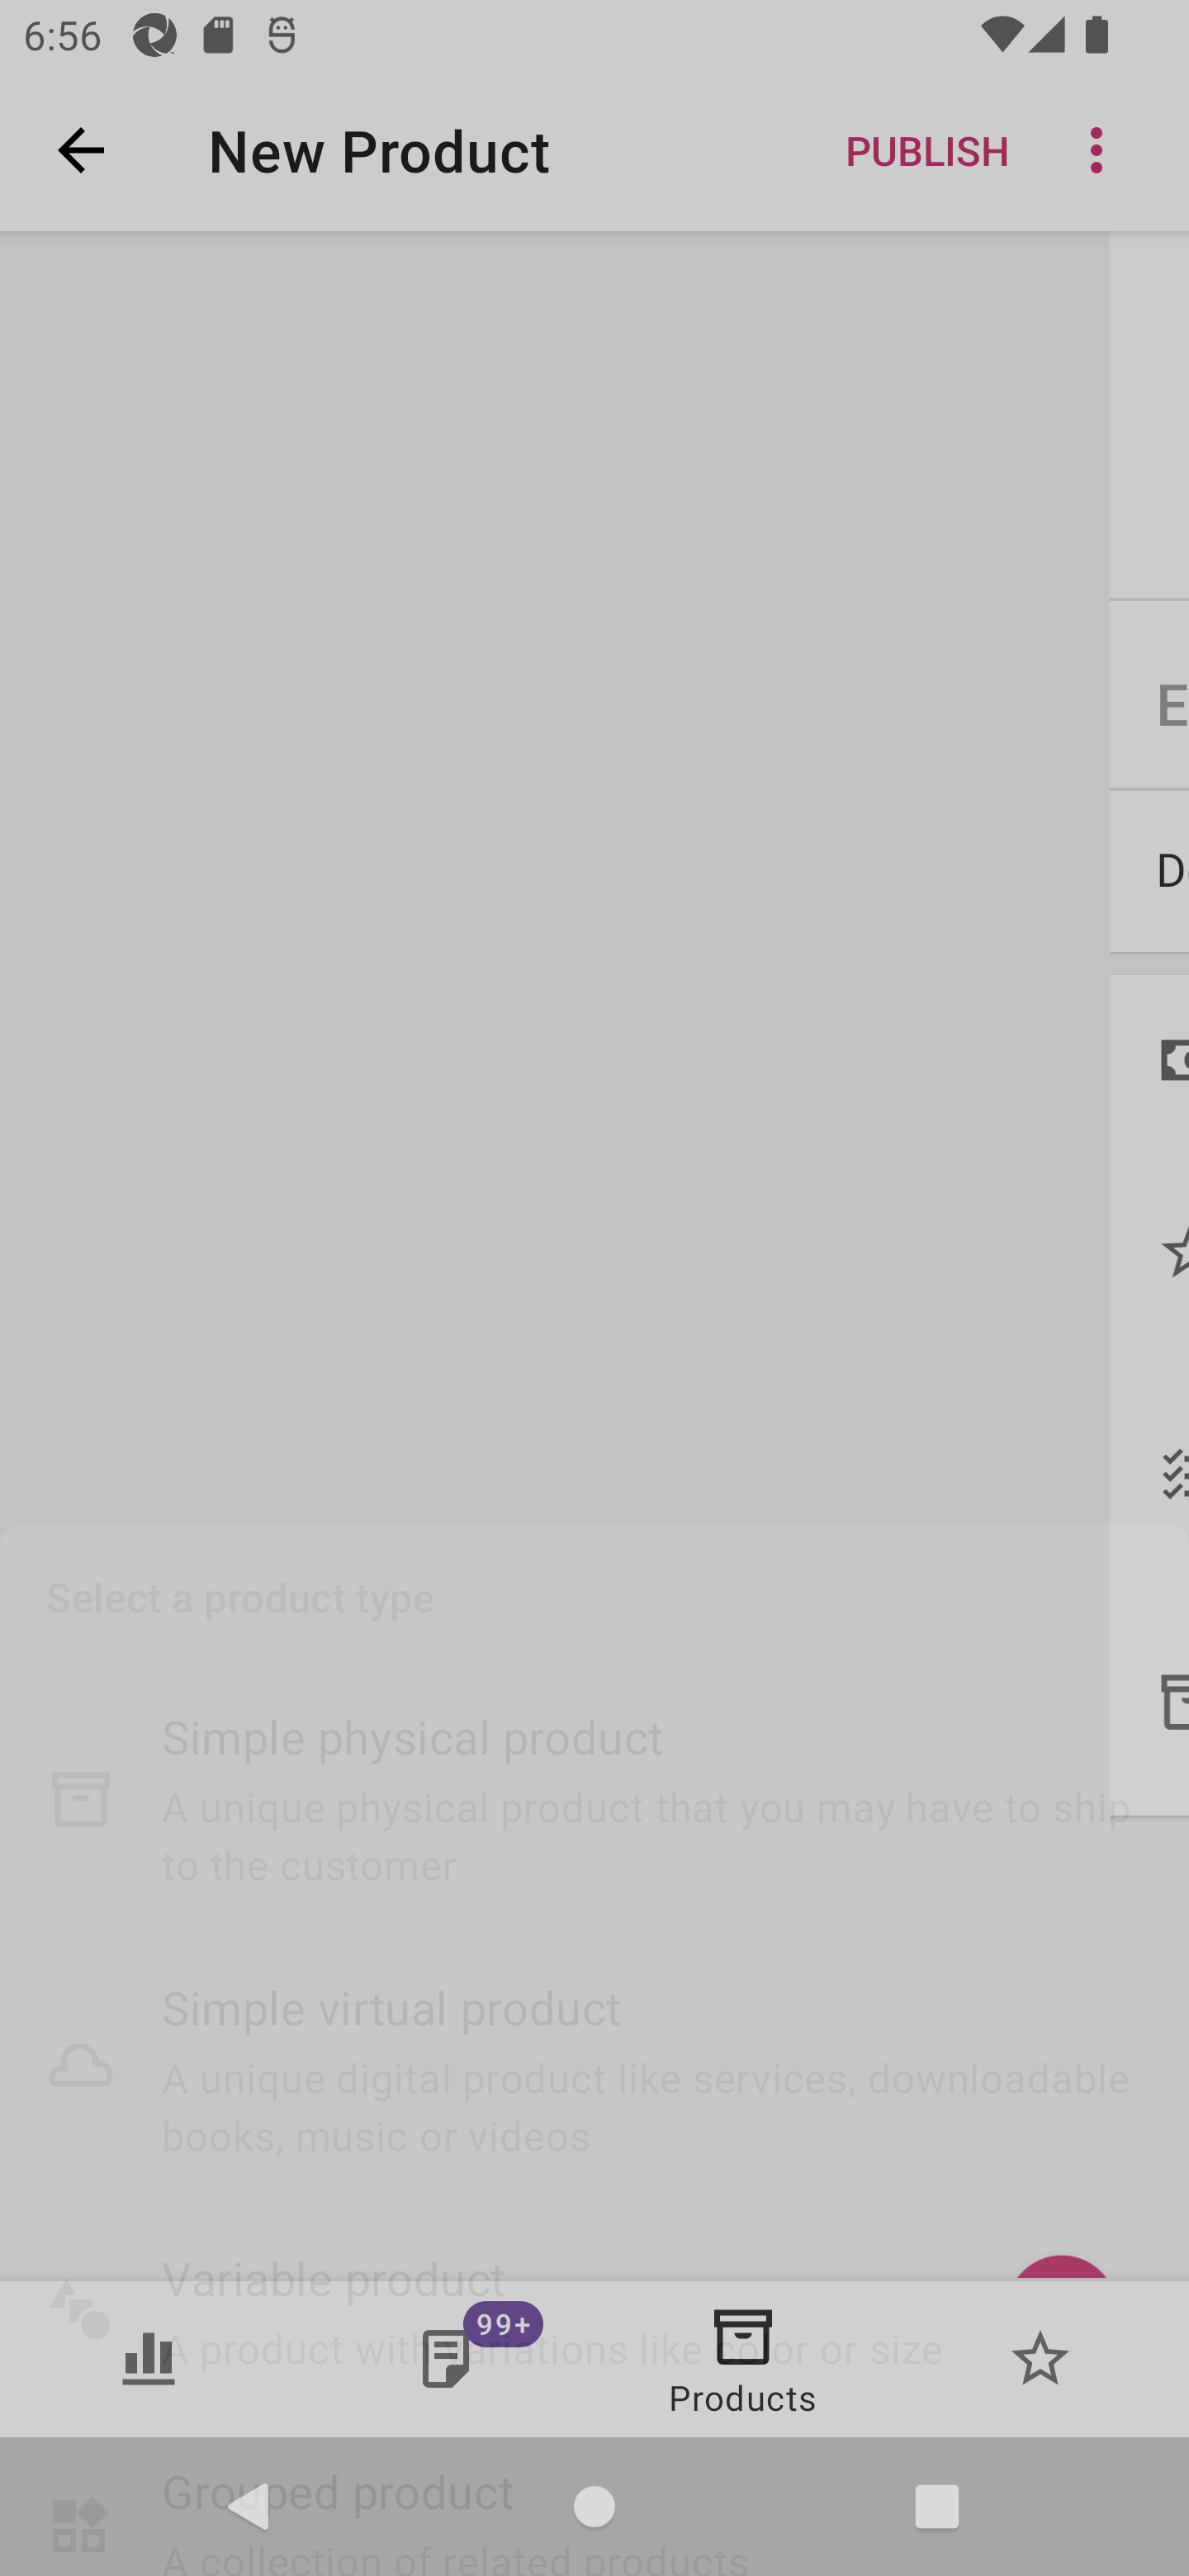 6:56
New Product
PUBLISH
E
D
Select a product type
Simple physical product
A unique physical product that you may have to ship
to the customer
Simple virtual product
A unique digital product like services, downloadable
books, music or videos
Variable product
A product with variations like color or size
99+
Products
Grouped product
A collection of related products